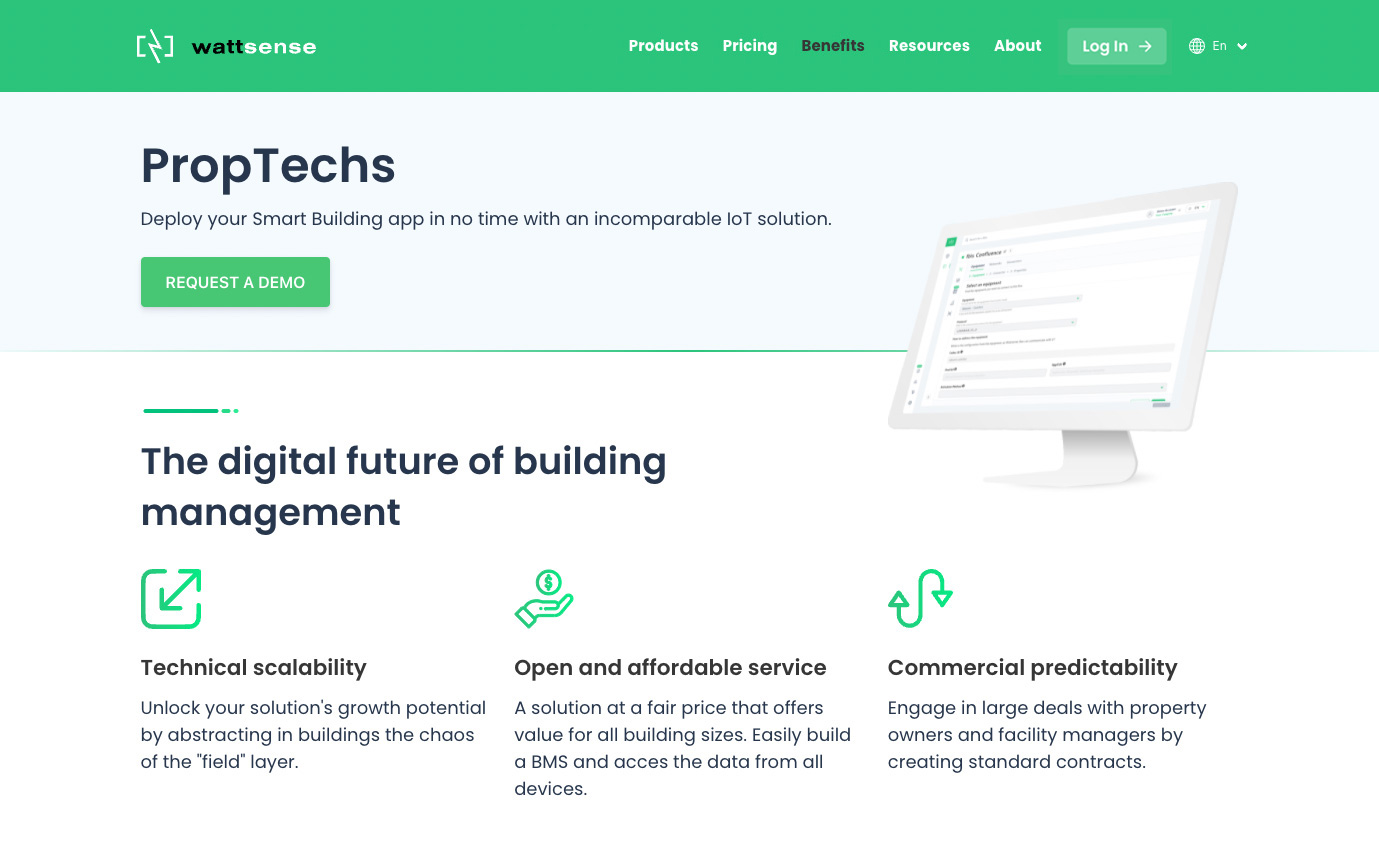 wattsense
Products Pricing Benefits Resources About Log In En
PropTechs
Deploy your Smart Building app in no time with an incomparable IoT solution.
REQUEST A DEMO
Select an equipment
The digital future of building
management
Technical scalability
Unlock your solution's growth potential
by abstracting in buildings the chaos
of the "field" layer.
Open and affordable service
A solution at a fair price that offers
value for all building sizes. Easily build
a BMS and acces the data from all
devices.
Commercial predictability
Engage in large deals with property
owners and facility managers by
creating standard contracts.